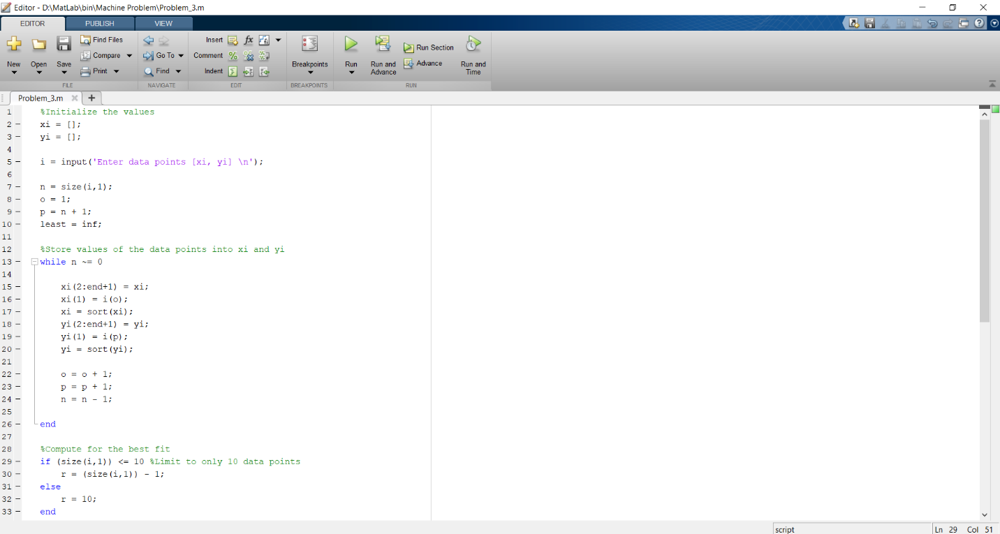 Editor - D:\MatLab\bin\Machine Problem\Problem_3.m
EDITOR PUBLISH VIEW
New
Open
Save
Find Files
Compare
Print
FILE
Go To
Find
NAVIGATE
Insert fx
Comment
Indent
EDIT
Breakpoints
BREAKPOINTS
Run
Run and Advance
Run Section
Advance
Run and Time
RUN
Problem_3.m
1 %Initialize the values
2 xi = [];
3 yi = [];
4
5 i = input('Enter data points [xi, yi] \n');
6
7 n = size(i,1);
8 o = 1;
9 p = n + 1;
10 least = inf;
11
12 %Store values of the data points into xi and yi
13 while n ~= 0
14
15 xi(2:end+1) = xi;
16 xi(1) = i(o);
17 xi = sort(xi);
18 yi(2:end+1) = yi;
19 yi(1) = i(p);
20 yi = sort(yi);
21
22 o = o + 1;
23 p = p + 1;
24 n = n - 1;
25
26 end
27
28 %Compute for the best fit
29 if (size(i,1)) <= 10 %Limit to only 10 data points
30 r = (size(i,1)) - 1;
31 else
32 r = 10;
33 end
script Ln 29 Col 51